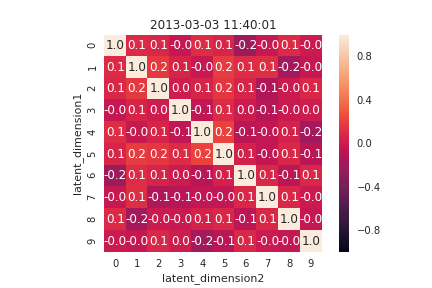 2013-03-03 11:40:01
0 1.0 0.1 0.1 -0.0 0.1 0.1 -0.2 -0.0 0.1 -0.0
1 0.1 1.0 0.2 0.1 -0.0 0.2 0.1 0.1 -0.2 -0.0
2 0.1 0.2 1.0 0.0 0.1 0.2 0.0 -0.1 -0.0 0.1
3 -0.0 0.1 0.0 1.0 -0.1 0.1 0.0 -0.1 -0.0 0.0
4 0.1 -0.0 0.1 -0.1 1.0 0.2 -0.1 -0.0 0.1 -0.2
5 0.1 0.2 0.2 0.1 0.2 1.0 0.1 -0.0 0.1 -0.1
6 -0.2 0.1 0.0 0.0 -0.1 0.1 1.0 0.1 -0.1 0.1
7 -0.0 0.1 -0.1 -0.1 -0.0 -0.0 0.1 1.0 0.1 -0.0
8 0.1 -0.2 -0.0 -0.0 0.1 0.1 -0.1 0.1 1.0 -0.0
9 -0.0 -0.0 0.1 0.0 -0.2 -0.1 0.1 -0.0 -0.0 1.0
0 1 2 3 4 5 6 7 8 9
latent_dimension2
latent_dimension1
0.8
0.4
0.0
−0.4
−0.8